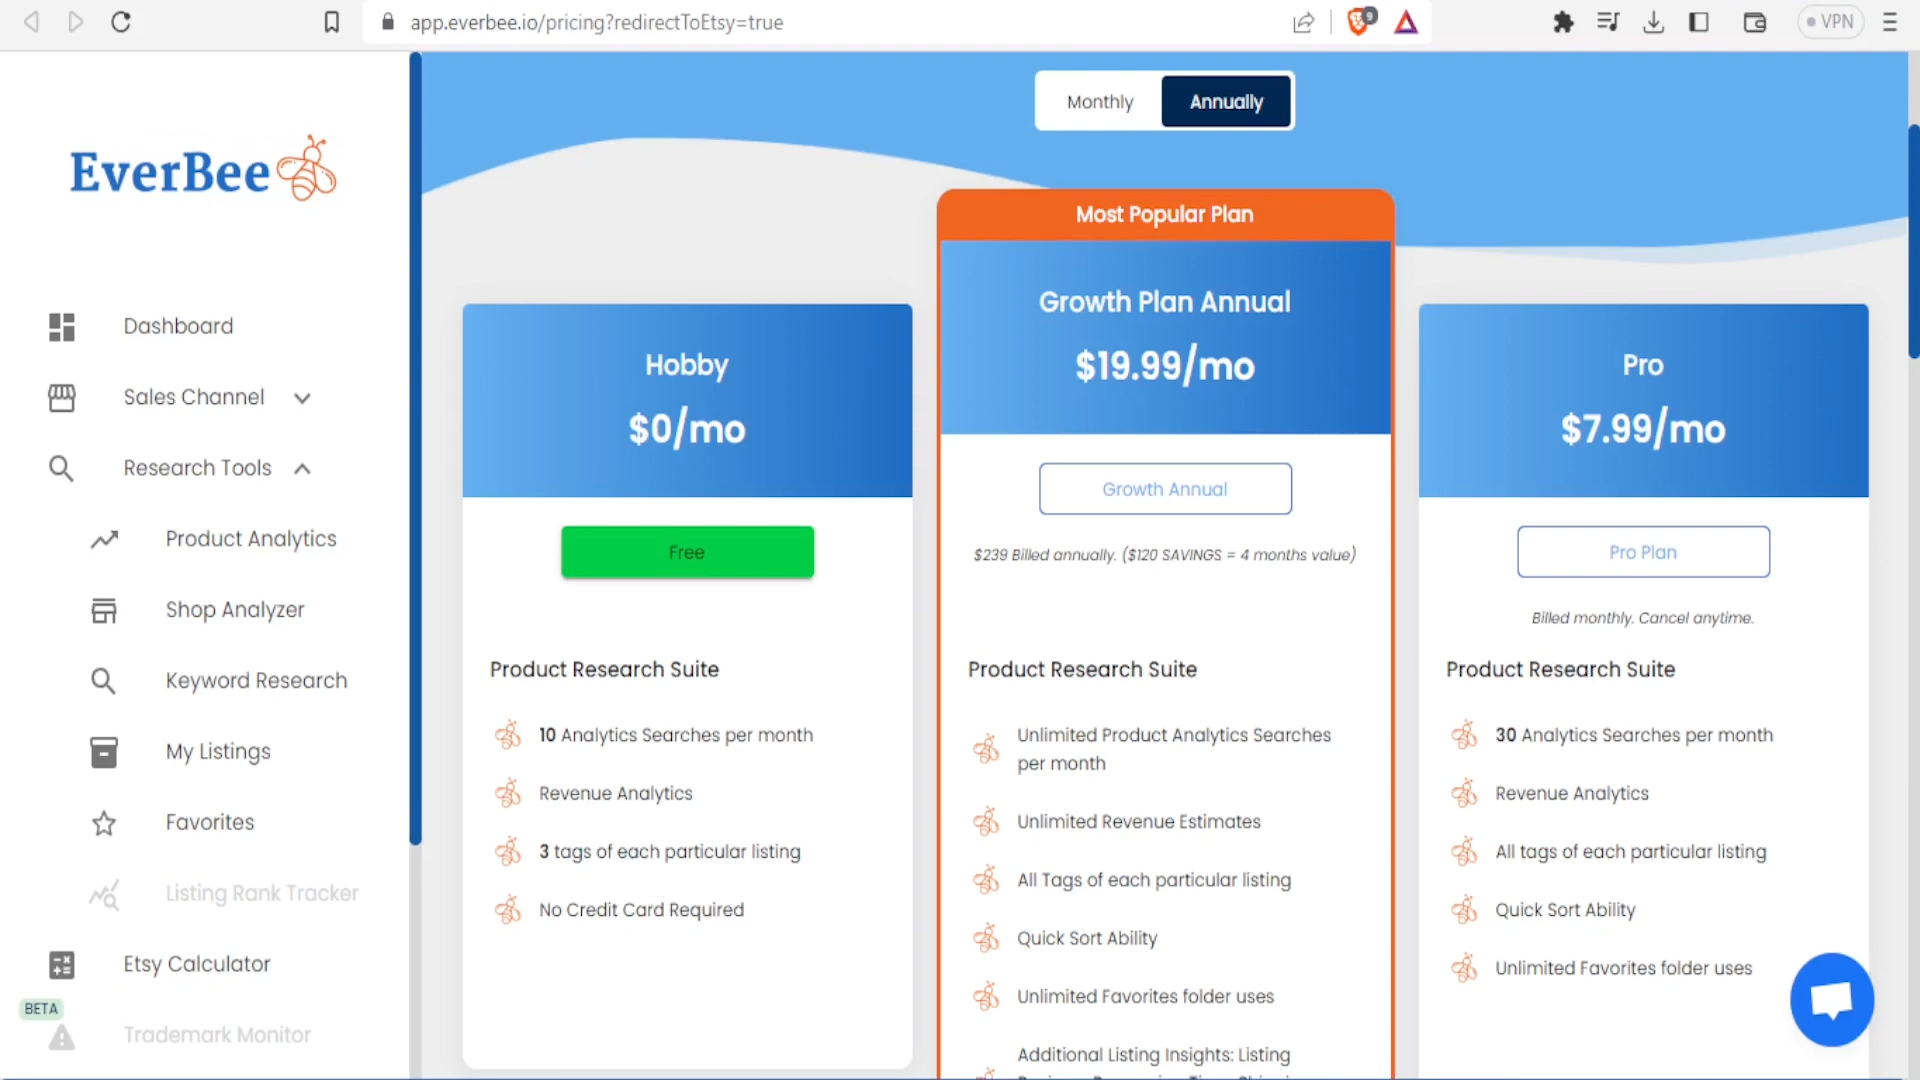 app.everbee.io/pricing?redirectToEtsy=true
9
VPN
EverBee
Dashboard
Sales Channel
Research Tools
Product Analytics
Shop Analyzer
Keyword Research
My Listings
Favorites
Listing Rank Tracker
Etsy Calculator
BETA
Trademark Monitor
Monthly
Annually
Hobby
$0/mo
Free
Product Research Suite
10 Analytics Searches per month
Revenue Analytics
3 tags of each particular listing
No Credit Card Required
Most Popular Plan
Growth Plan Annual
$19.99/mo
Growth Annual
$239 Billed annually. ($120 SAVINGS = 4 months value)
Product Research Suite
Unlimited Product Analytics Searches
per month
Unlimited Revenue Estimates
All Tags of each particular listing
Quick Sort Ability
Unlimited Favorites folder uses
Additional Listing Insights: Listing
Pro
$7.99/mo
Pro Plan
Billed monthly. Cancel anytime.
Product Research Suite
30 Analytics Searches per month
Revenue Analytics
All tags of each particular listing
Quick Sort Ability
Unlimited Favorites folder uses